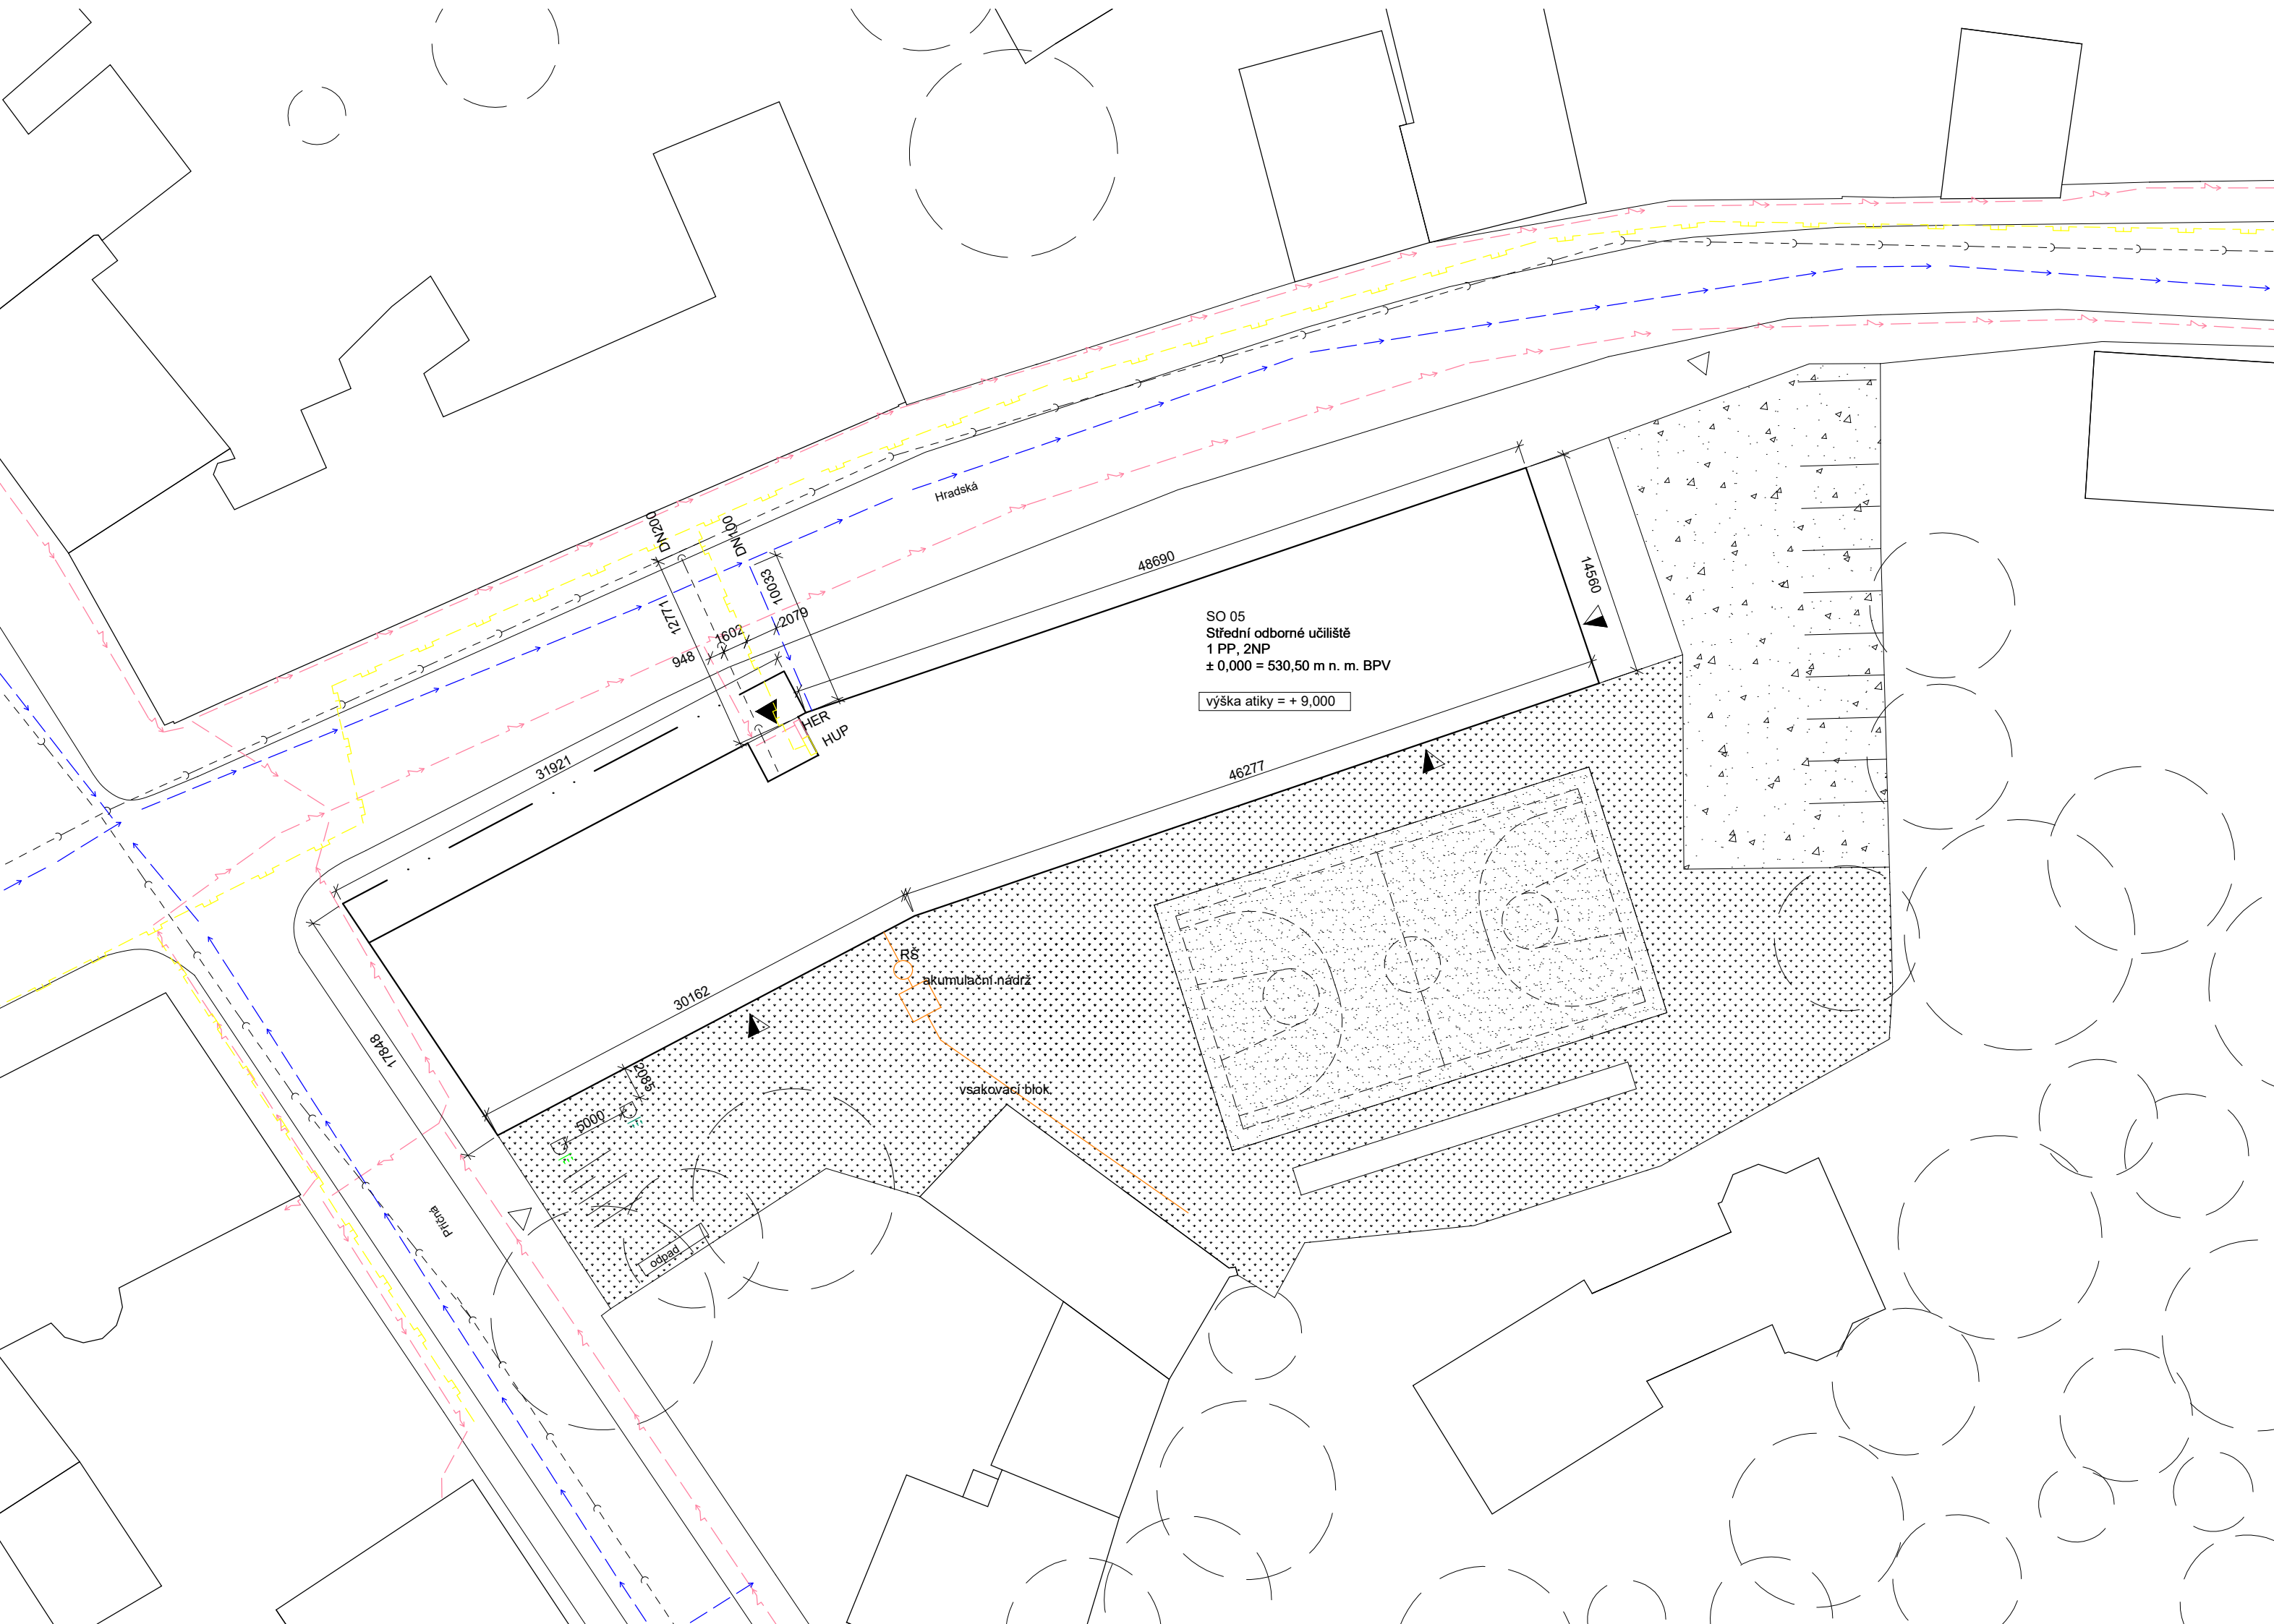 Hradská
DN200
DN100
48690
14560
10033
12771
1602
2079
948
SO 05
Střední odborné učiliště
1 PP, 2NP
± 0,000 = 530,50 m n. m. BPV
výška atiky = + 9,000
HER
HUP
31921
46277
RŠ
akumulační nádrž
30162
17848
2085
vsakovací blok
5000
Příčná
odpad